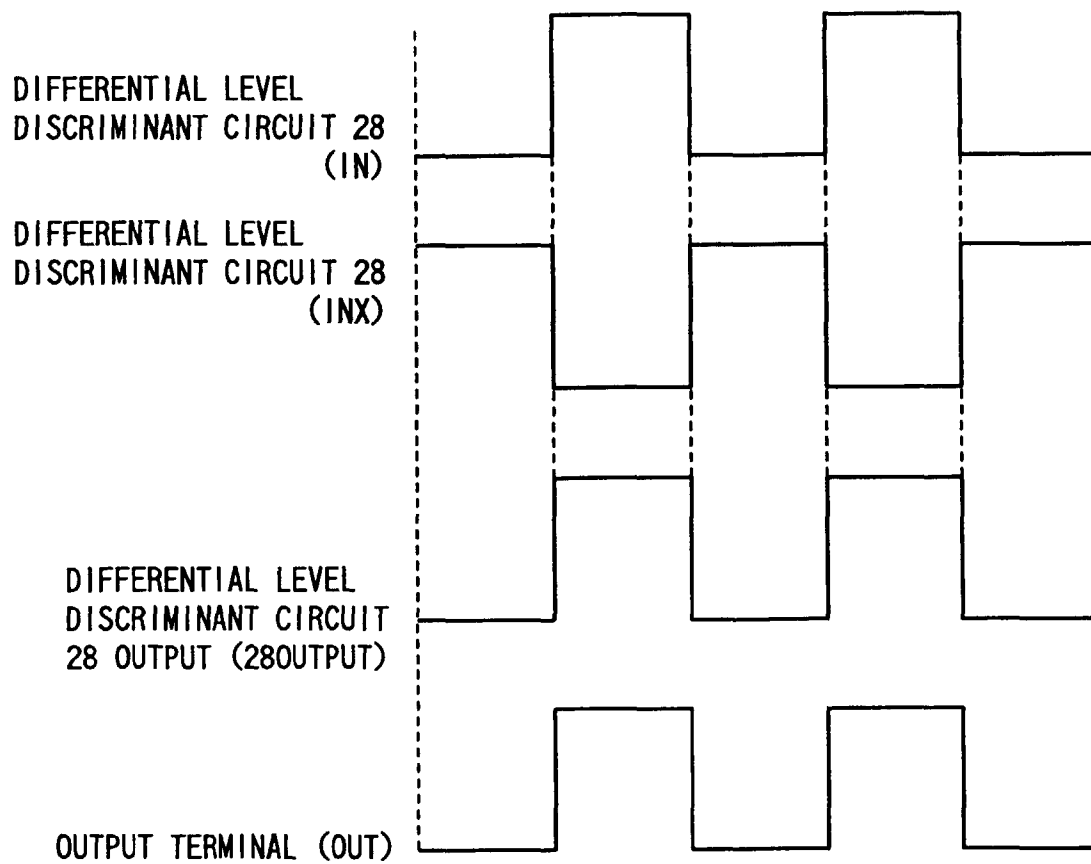 DIFFERENTIAL LEVEL
DISCRIMINANT CIRCUIT 28
(IN)
DIFFERENTIAL LEVEL
DISCRIMINANT CIRCUIT 28
(INX)
DIFFERENTIAL LEVEL
DISCRIMINANT CIRCUIT
28 OUTPUT (28OUTPUT)
OUTPUT TERMINAL (OUT)